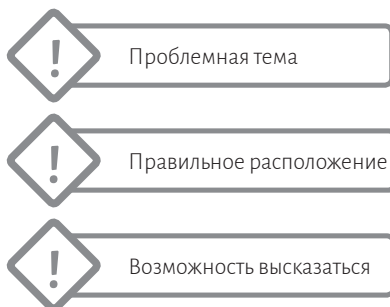 !
Проблемная тема
!
Правильное расположение
!
Возможность высказаться